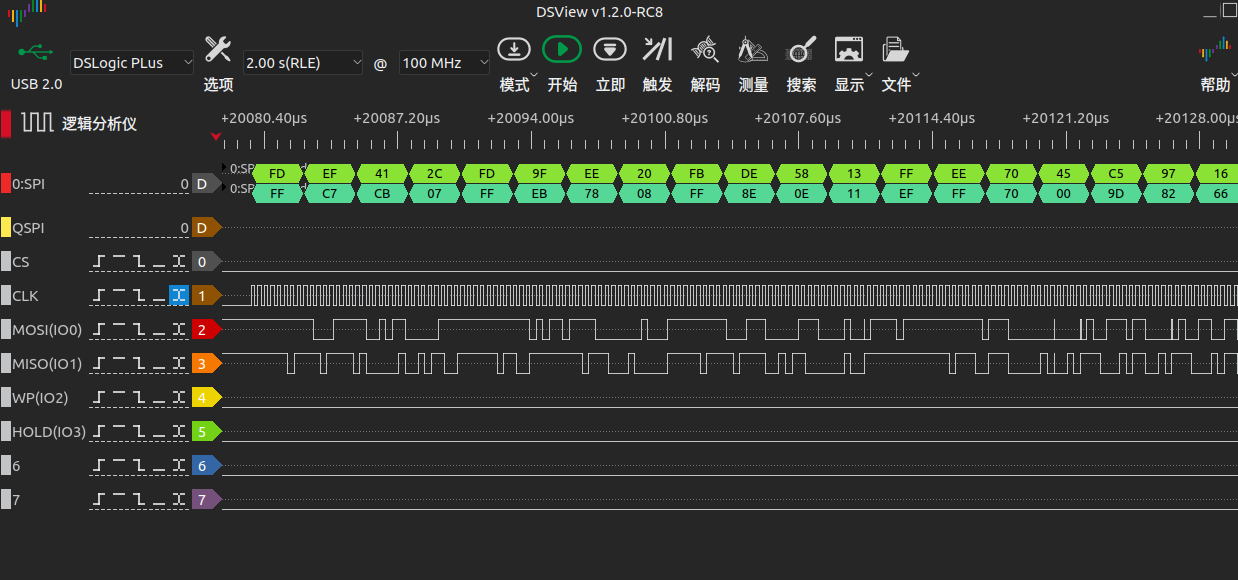 DSView v1.2.0-RC8
USB 2.0
DSLogic PLus
选项
2.00 s(RLE)
@
100 MHz
模式
开始
立即
触发
解码
测量
搜索
显示
文件
帮助
逻辑分析仪
+20080.40μs +20087.20μs +20094.00μs +20100.80μs +20107.60μs +20114.40μs +20121.20μs +20128.00μs
0:SPI 0 D
0:SP FD EF 41 2C FD 9F EE 20 FB DE 58 13 FF EE 70 45 C5 97 16
0:SP FF C7 CB 07 FF EB 78 08 FF 8E 0E 11 EF FF 70 00 9D 82 66
QSPI 0 D
CS 0
CLK 1
MOSI(IO0) 2
MISO(IO1) 3
WP(IO2) 4
HOLD(IO3) 5
6 6
7 7